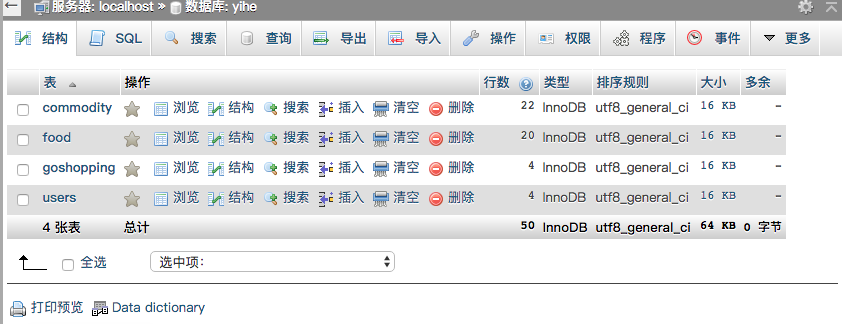 服务器: localhost » 数据库: yihe
结构 SQL 搜索 查询 导出 导入 操作 权限 程序 事件 更多
表 操作 行数 类型 排序规则 大小 多余
commodity 浏览 结构 搜索 插入 清空 删除 22 InnoDB utf8_general_ci 16 KB -
food 浏览 结构 搜索 插入 清空 删除 20 InnoDB utf8_general_ci 16 KB -
goshopping 浏览 结构 搜索 插入 清空 删除 4 InnoDB utf8_general_ci 16 KB -
users 浏览 结构 搜索 插入 清空 删除 4 InnoDB utf8_general_ci 16 KB -
4 张表 总计 50 InnoDB utf8_general_ci 64 KB 0 字节
全选 选中项:
打印预览 Data dictionary